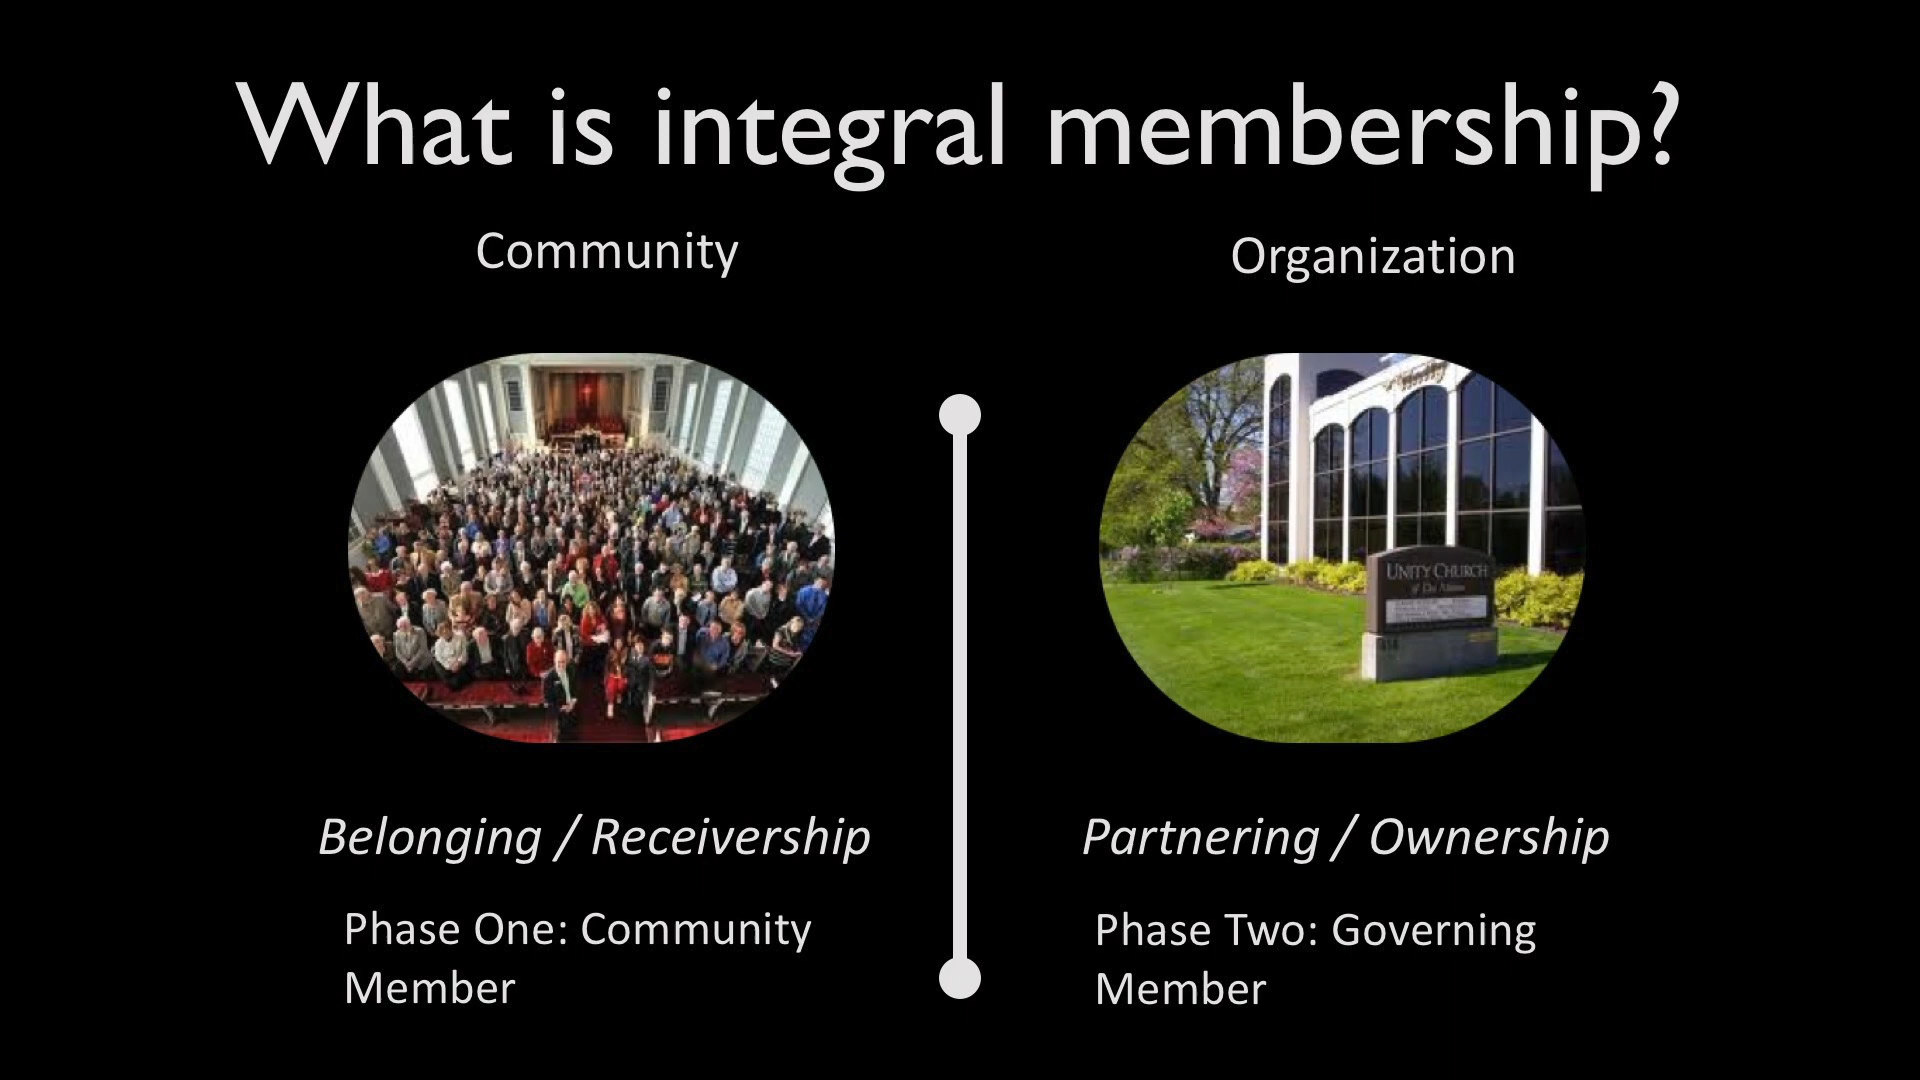 What is integral membership?
Community
Organization
UNITY CHURCH
Belonging / Receivership
Partnering / Ownership
Phase One: Community
Member
Phase Two: Governing
Member